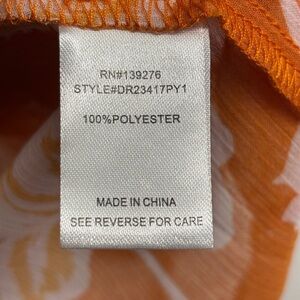 RN#139276
STYLE#DR23417PY1
100%POLYESTER
MADE IN CHINA
SEE REVERSE FOR CARE